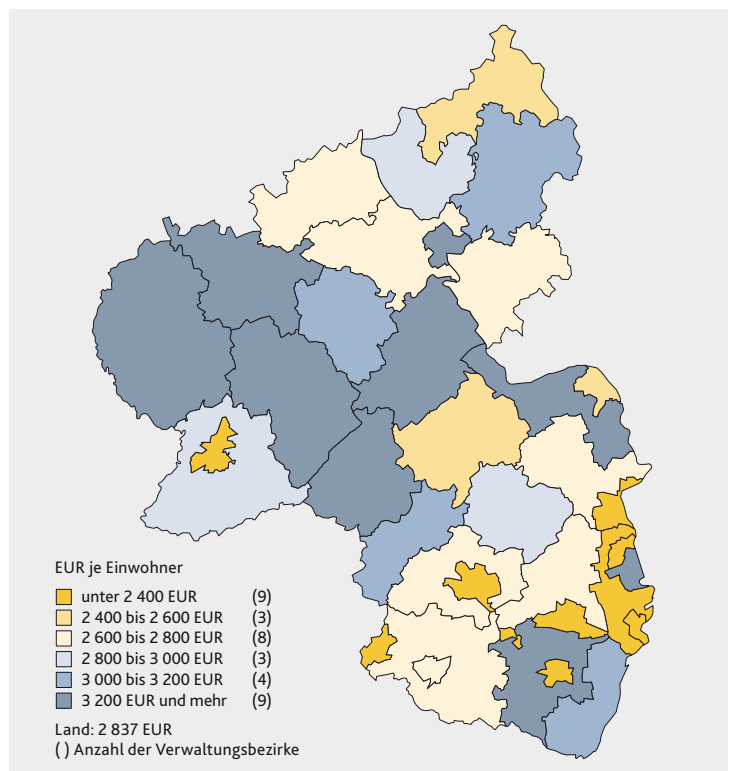 EUR je Einwohner
unter 2 400 EUR (9)
2 400 bis 2 600 EUR (3)
2 600 bis 2 800 EUR (8)
2 800 bis 3 000 EUR (3)
3 000 bis 3 200 EUR (4)
3 200 EUR und mehr (9)
Land: 2 837 EUR
( ) Anzahl der Verwaltungsbezirke